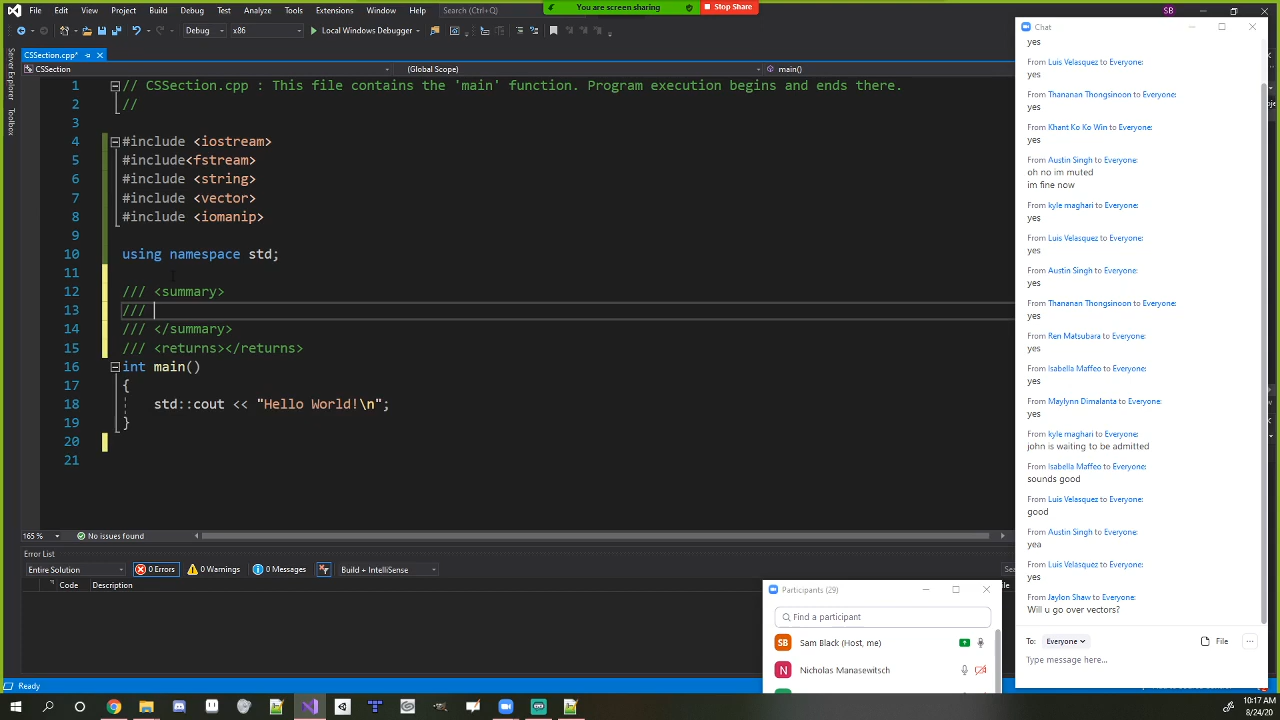 You are screen sharing
Stop Share
File Edit View Project Build Debug Test Analyze Tools Extensions Window Help
Search (Ctrl+Q)
SB
Debug
x86
Local Windows Debugger
CSSection.cpp*
CSSection
(Global Scope)
main()
Server Explorer
Toolbox
1 // CSSection.cpp : This file contains the 'main' function. Program execution begins and ends there.
2 //
3
4 #include <iostream>
5 #include<fstream>
6 #include <string>
7 #include <vector>
8 #include <iomanip>
9
10 using namespace std;
11
12 /// <summary>
13 ///
14 /// </summary>
15 /// <returns></returns>
16 int main()
17 {
18 std::cout << "Hello World!\n";
19 }
20
21
165 %
No issues found
Error List
Entire Solution
0 Errors
0 Warnings
0 Messages
Build + IntelliSense
Code
Description
Participants (29)
Find a participant
SB Sam Black (Host, me)
N Nicholas Manasewitsch
Chat
yes
From Luis Velasquez to Everyone:
yes
From Thananan Thongsinoon to Everyone:
yes
From Khant Ko Ko Win to Everyone:
yes
From Austin Singh to Everyone:
oh no im muted
im fine now
From kyle maghari to Everyone:
yes
From Luis Velasquez to Everyone:
yes
From Austin Singh to Everyone:
yes
From Thananan Thongsinoon to Everyone:
yes
From Ren Matsubara to Everyone:
yes
From Isabella Maffeo to Everyone:
yes
From Maylynn Dimalanta to Everyone:
yes
From kyle maghari to Everyone:
john is waiting to be admitted
From Isabella Maffeo to Everyone:
sounds good
From Luis Velasquez to Everyone:
good
From Austin Singh to Everyone:
yea
From Luis Velasquez to Everyone:
yes
From Jaylon Shaw to Everyone:
Will u go over vectors?
To: Everyone
File
Type message here...
Ready
10:17 AM
8/24/20